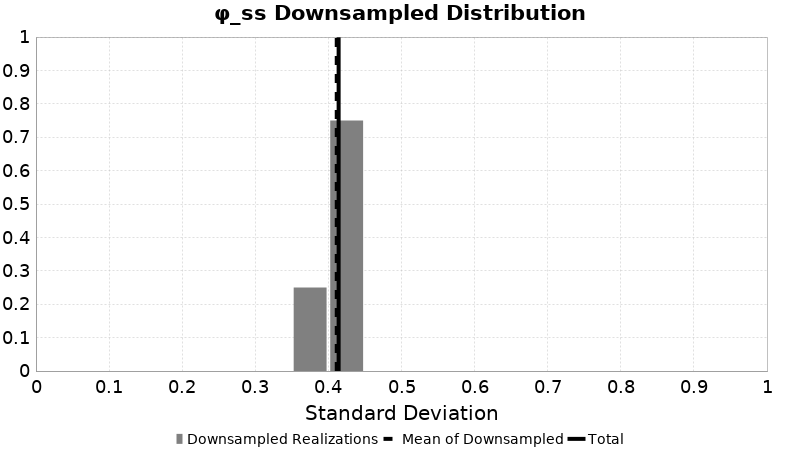 φ_ss Downsampled Distribution
1
0.9
0.8
0.7
0.6
0.5
0.4
0.3
0.2
0.1
0
0 0.1 0.2 0.3 0.4 0.5 0.6 0.7 0.8 0.9 1
Standard Deviation
Downsampled Realizations Mean of Downsampled Total